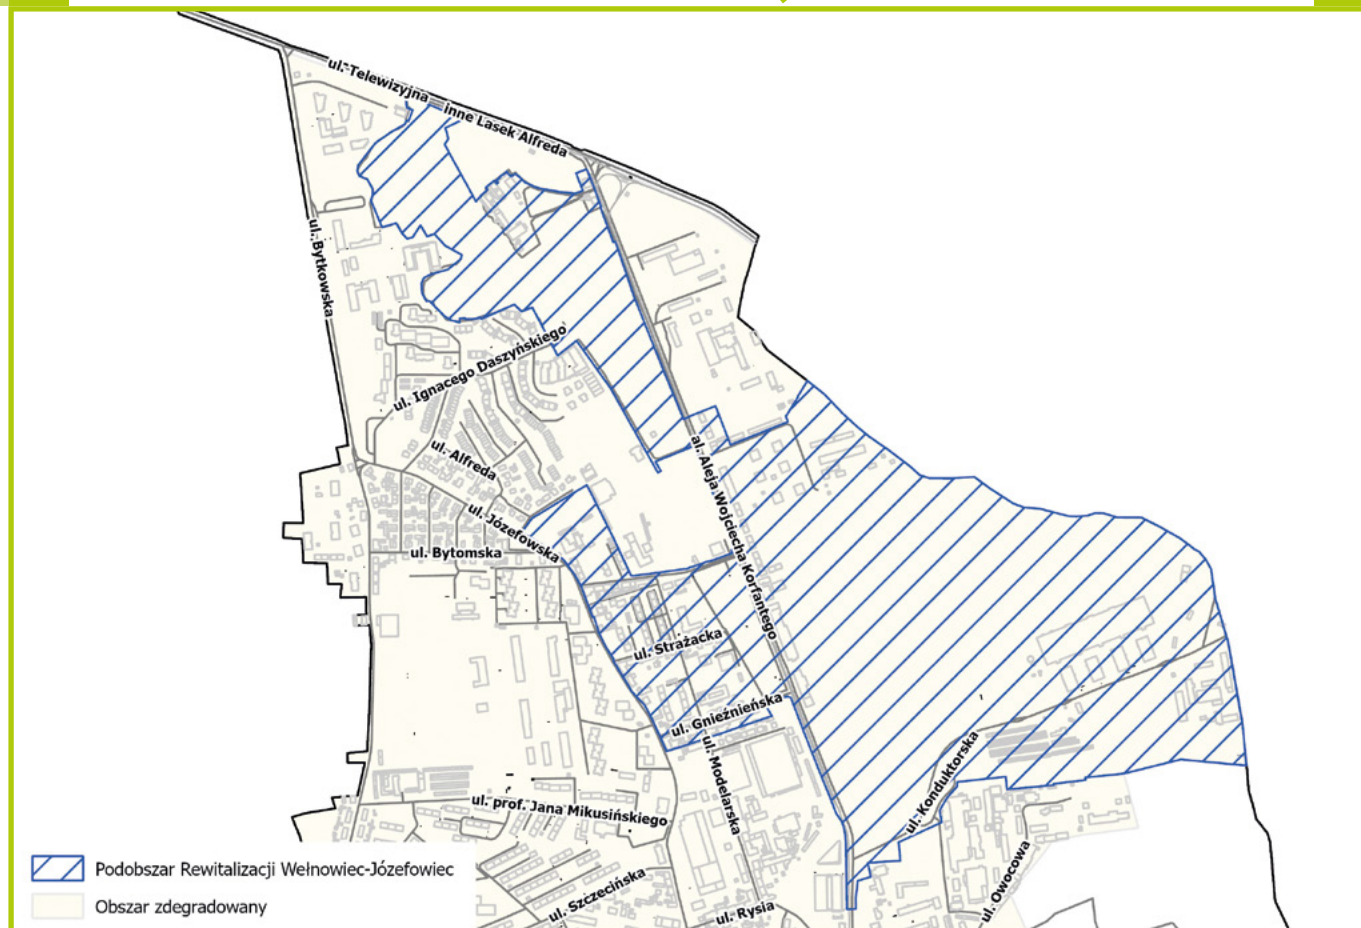 ul. Telewizyjna
inne Lasek Alfreda
ul. Bytkowska
ul. Ignacego Daszyńskiego
ul. Alfreda
al. Aleja Wojciecha Korfantego
ul. Józefowska
ul. Bytomska
ul. Strażacka
ul. Gnieźnieńska
ul. Modelarska
ul. Konduktorska
ul. prof. Jana Mikusińskiego
ul. Owocowa
ul. Szczecińska
ul. Rysia
Podobszar Rewitalizacji Wełnowiec-Józefowiec
Obszar zdegradowany